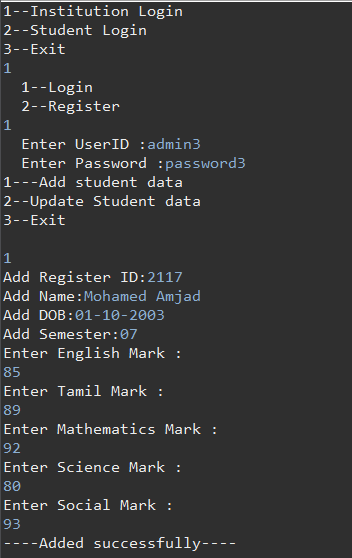 1--Institution Login
2--Student Login
3--Exit
1
1--Login
2--Register
1
Enter UserID :admin3
Enter Password :password3
1---Add student data
2--Update Student data
3--Exit
1
Add Register ID:2117
Add Name:Mohamed Amjad
Add DOB:01-10-2003
Add Semester:07
Enter English Mark :
85
Enter Tamil Mark :
89
Enter Mathematics Mark :
92
Enter Science Mark :
80
Enter Social Mark :
93
----Added successfully----